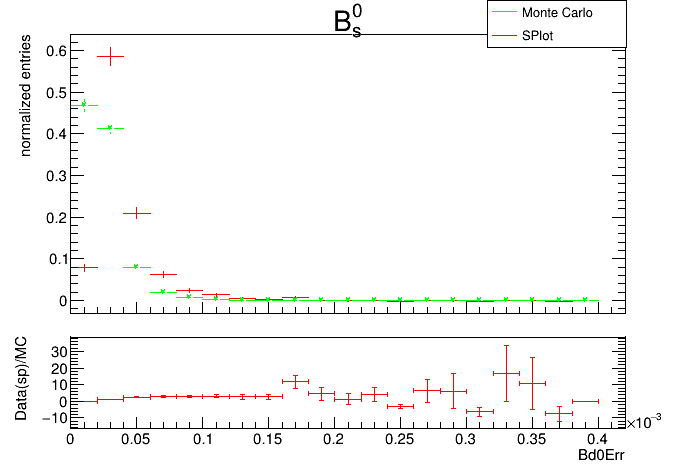 B_s^0
Monte Carlo
SPlot
normalized entries
0.6
0.5
0.4
0.3
0.2
0.1
0
Data(sp)/MC
30
20
10
0
−10
0 0.05 0.1 0.15 0.2 0.25 0.3 0.35 0.4
×10⁻³
Bd0Err